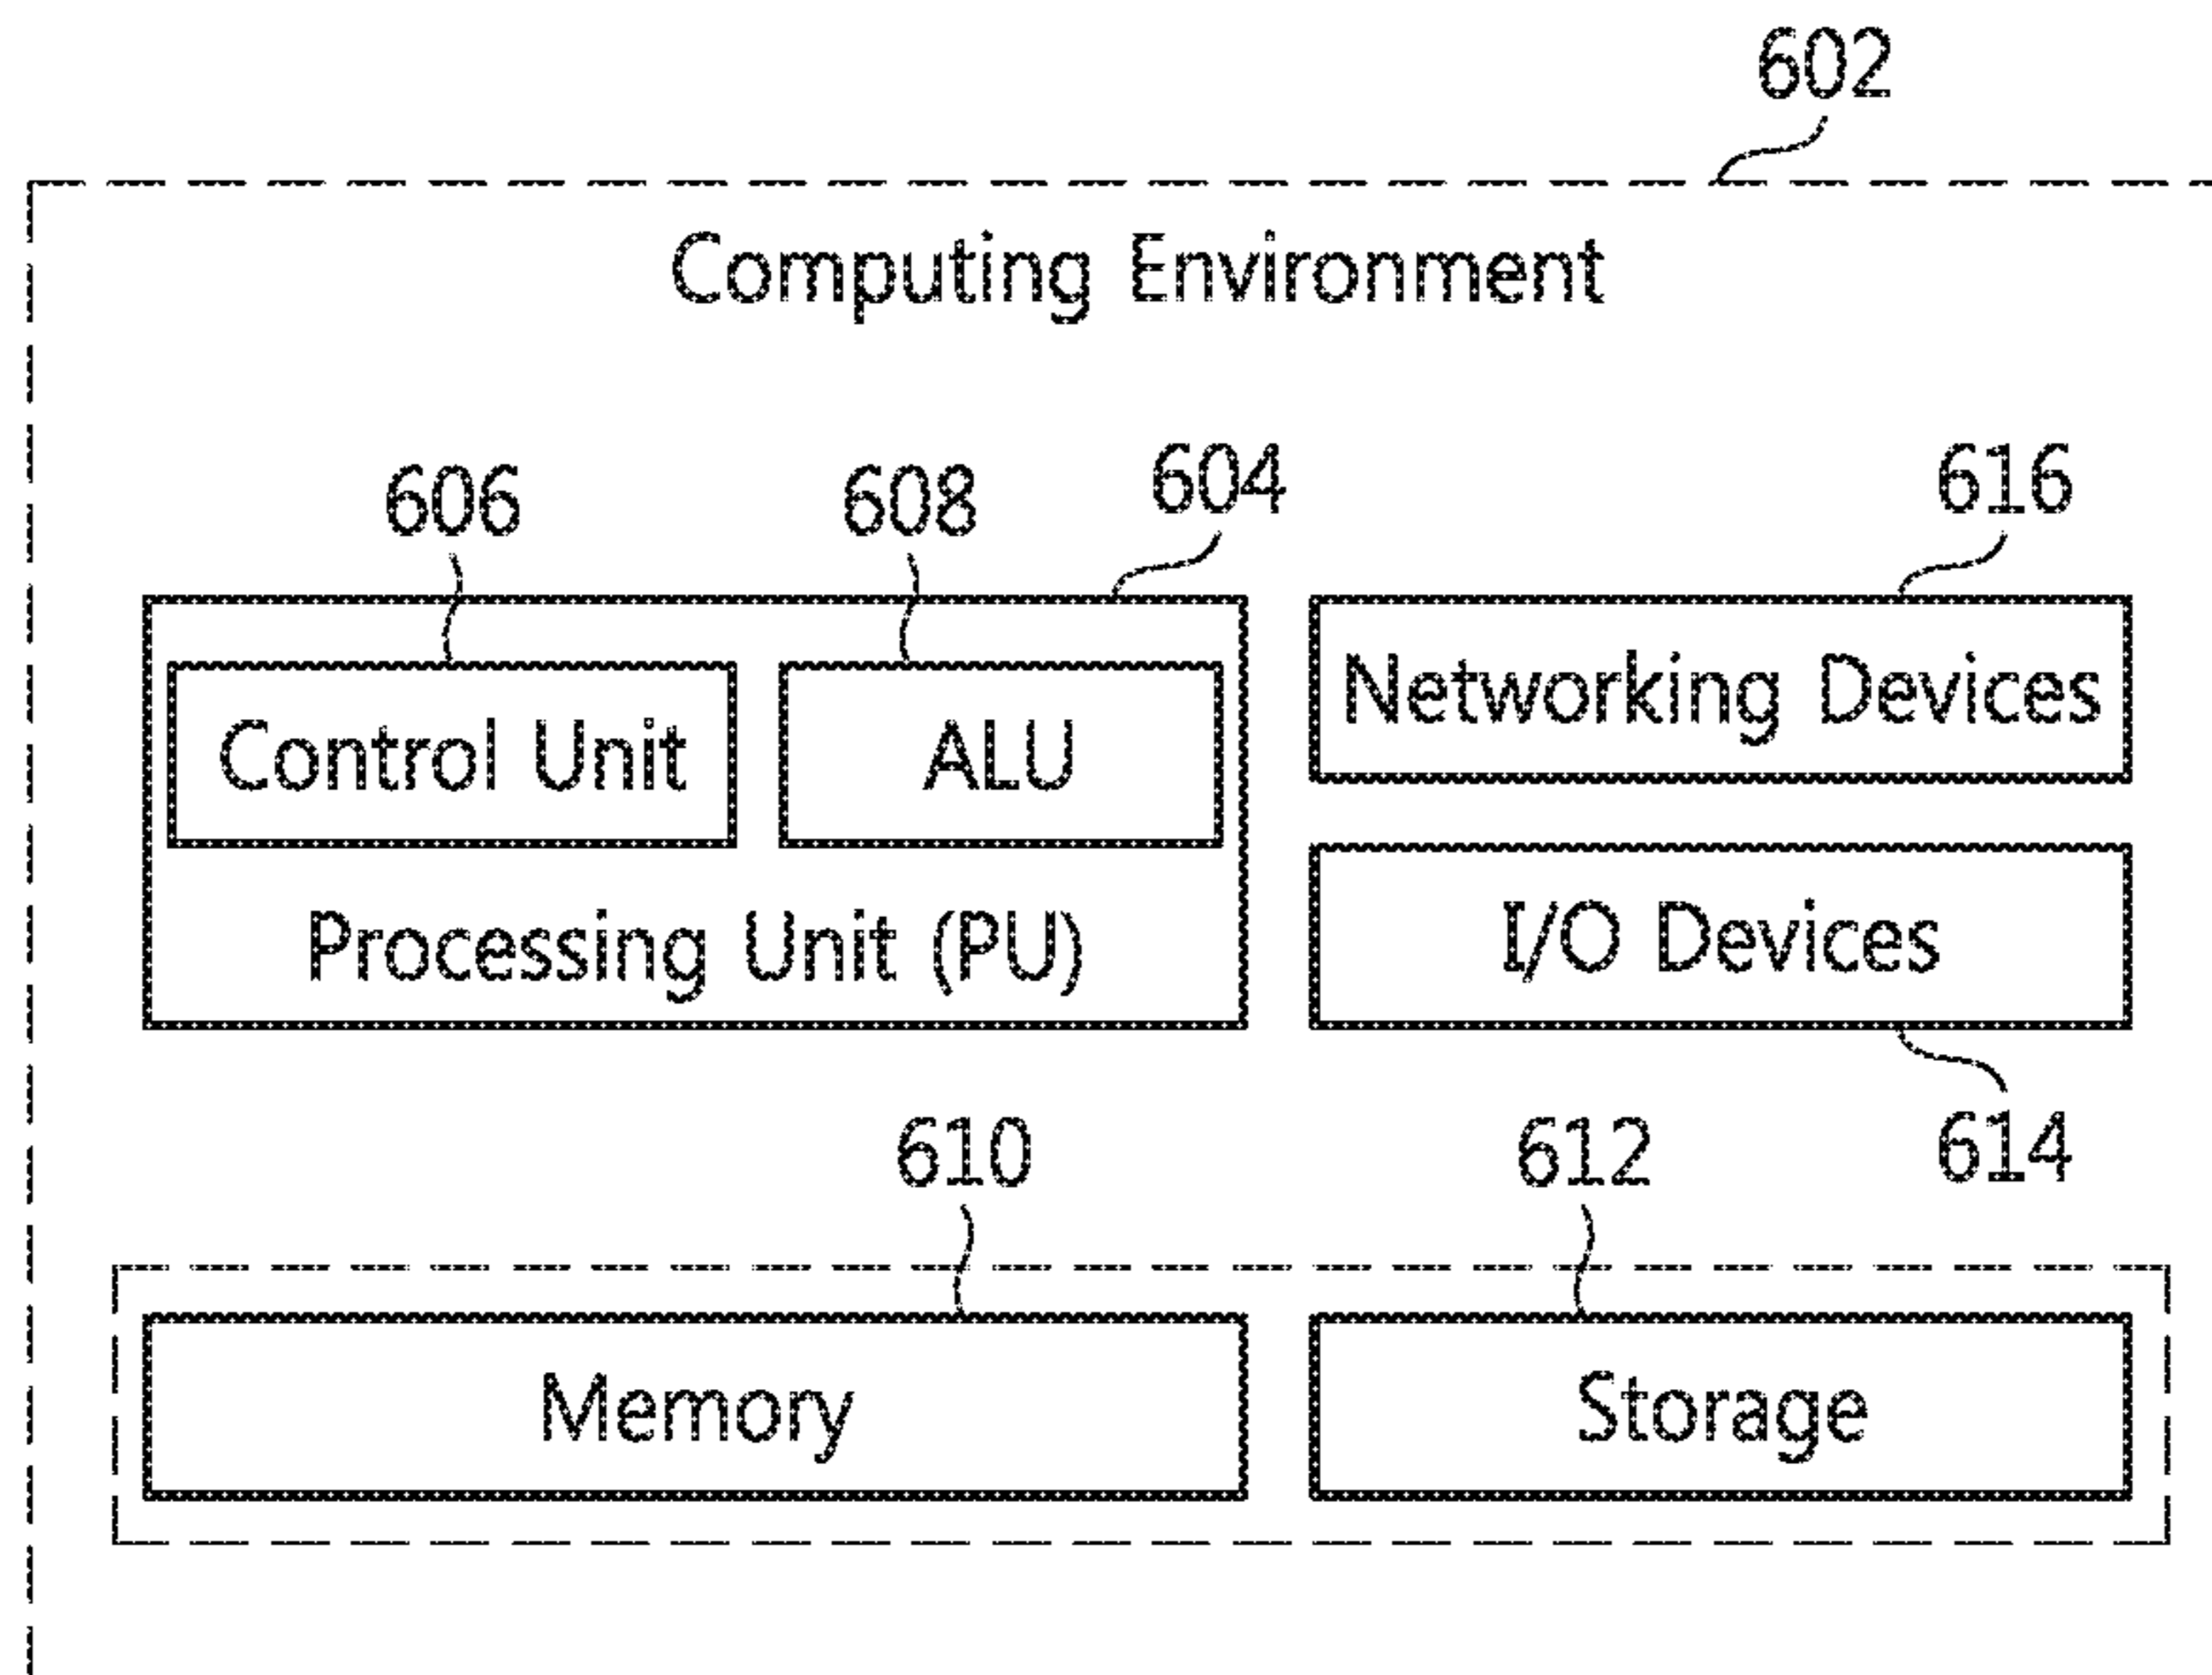 602
Computing Environment
606 608 604 616
Control Unit ALU Networking Devices
Processing Unit (PU) I/O Devices
610 612 614
Memory Storage